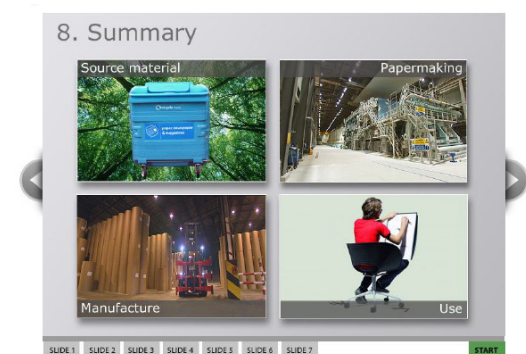 8. Summary
Source material
Papermaking
Manufacture
Use
SLIDE 1 SLIDE 2 SLIDE 3 SLIDE 4 SLIDE 5 SLIDE 6 SLIDE 7 START